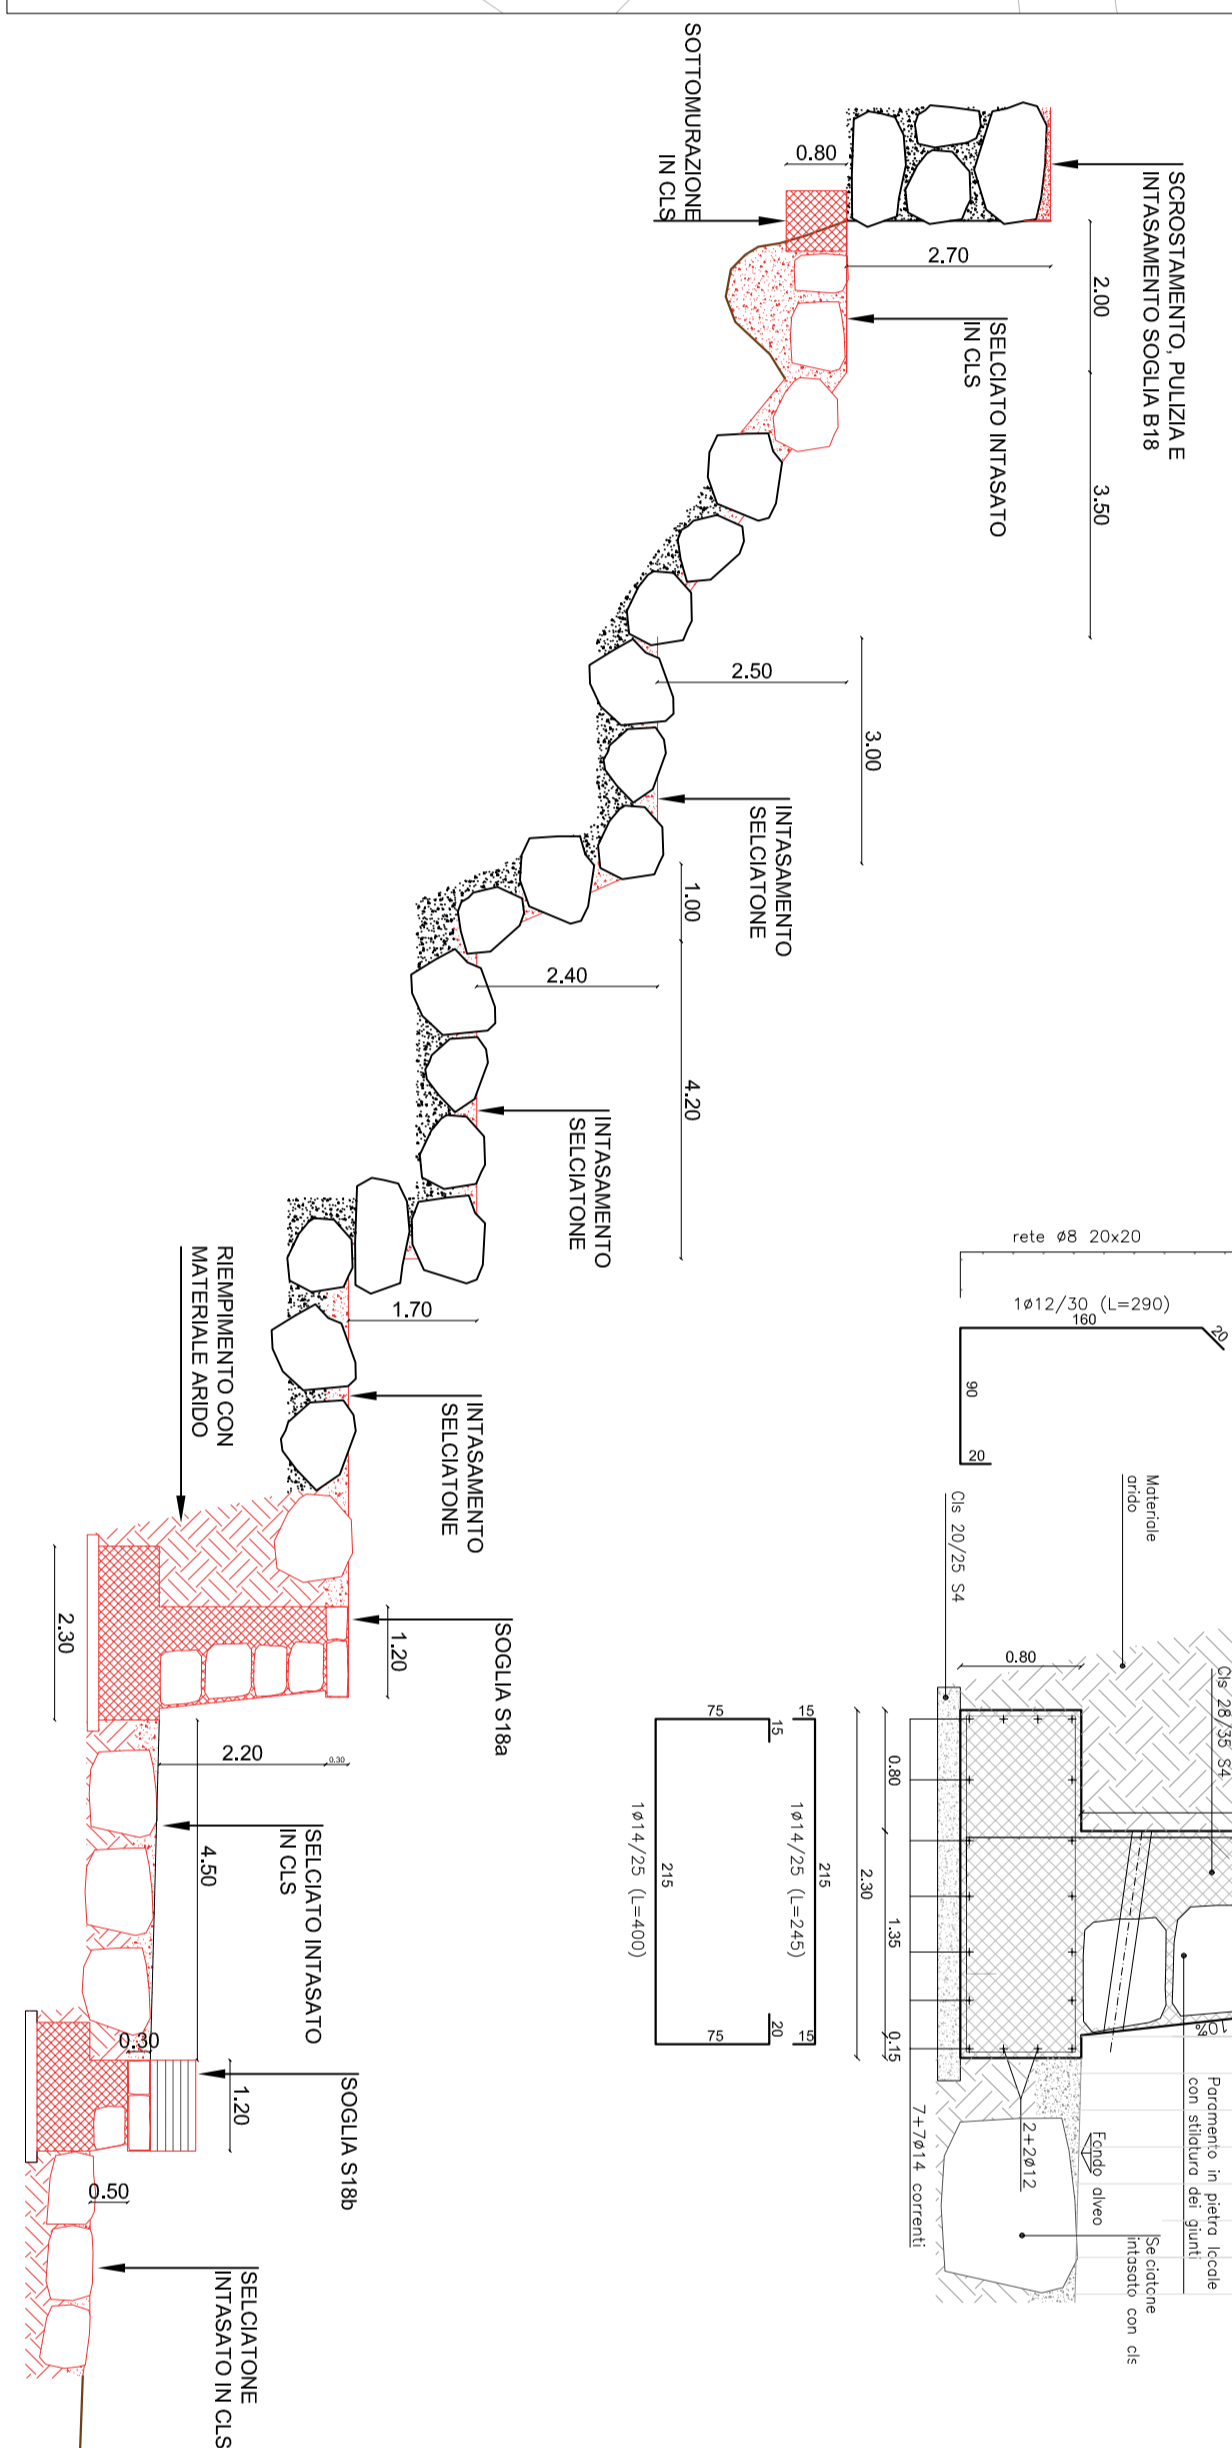 SCROSTAMENTO, PULIZIA E
INTASAMENTO SOGLIA B18
SOTTOMURAZIONE
IN CLS
0.80
2.70
2.00
SELCIATO INTASATO
IN CLS
3.50
2.50
3.00
INTASAMENTO
SELCIATONE
1.00
2.40
4.20
INTASAMENTO
SELCIATONE
1.70
INTASAMENTO
SELCIATONE
RIEMPIMENTO CON
MATERIALE ARIDO
2.30
1.20
SOGLIA S18a
2.20
0.30
4.50
SELCIATO INTASATO
IN CLS
0.30
1.20
SOGLIA S18b
0.50
SELCIATONE
INTASATO IN CLS
rete ø8 20x20
1ø12/30 (L=290)
160
20
90
20
Materiale
arido
Cls 20/25 S4
Cls 28/35 S4
0.80
0.80
2.30
1.35
0.15
10%
15
215
15
1ø14/25 (L=245)
75
15
215
75
20
1ø14/25 (L=400)
2+2ø12
7+7ø14 correnti
Fondo alveo
Paramento in pietra locale
con stilatura dei giunti
Selciatone
intasato con cls